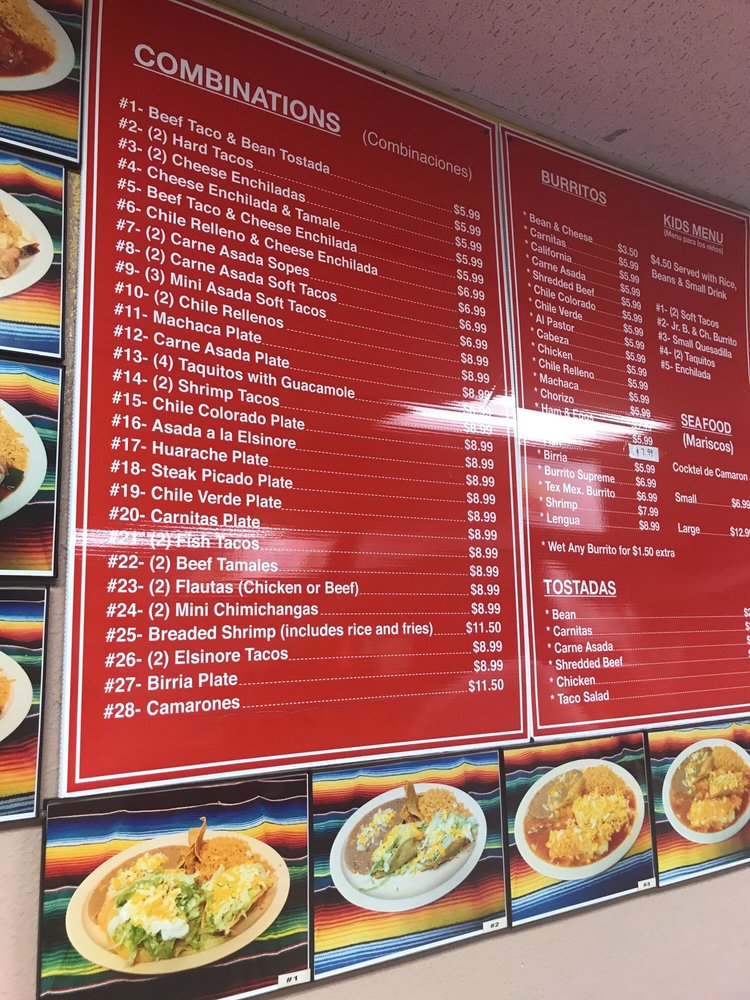 COMBINATIONS (Combinaciones)
#1- Beef Taco & Bean Tostada $5.99
#2- (2) Hard Tacos $5.99
#3- (2) Cheese Enchiladas $5.99
#4- Cheese Enchilada & Tamale $5.99
#5- Beef Taco & Cheese Enchilada $5.99
#6- Chile Relleno & Cheese Enchilada $6.99
#7- (2) Carne Asada Sopes $6.99
#8- (2) Carne Asada Soft Tacos $6.99
#9- (3) Mini Asada Soft Tacos $6.99
#10- (2) Chile Rellenos $8.99
#11- Machaca Plate $8.99
#12- Carne Asada Plate $8.99
#13- (4) Taquitos with Guacamole $8.99
#14- (2) Shrimp Tacos $8.99
#15- Chile Colorado Plate $8.99
#16- Asada a la Elsinore $8.99
#17- Huarache Plate $8.99
#18- Steak Picado Plate $8.99
#19- Chile Verde Plate $8.99
#20- Carnitas Plate $8.99
#21- (2) Fish Tacos $8.99
#22- (2) Beef Tamales $8.99
#23- (2) Flautas (Chicken or Beef) $8.99
#24- (2) Mini Chimichangas $8.99
#25- Breaded Shrimp (includes rice and fries) $11.50
#26- (2) Elsinore Tacos $8.99
#27- Birria Plate $8.99
#28- Camarones $11.50
BURRITOS
* Bean & Cheese $3.50
* Carnitas $5.99
* California $5.99
* Carne Asada $5.99
* Shredded Beef $5.99
* Chile Colorado $5.99
* Chile Verde $5.99
* Al Pastor $5.99
* Cabeza $5.99
* Chicken $5.99
* Chile Relleno $5.99
* Machaca $5.99
* Chorizo $5.99
* Ham & Eggs
$5.99
* Fish $7.99
* Birria $5.99
* Burrito Supreme $6.99
* Tex Mex. Burrito $6.99
* Shrimp $7.99
* Lengua $8.99
* Wet Any Burrito for $1.50 extra
TOSTADAS
* Bean
* Carnitas
* Carne Asada
* Shredded Beef
* Chicken
* Taco Salad
KIDS MENU
(Menu para los niños)
$4.50 Served with Rice,
Beans & Small Drink
#1- (2) Soft Tacos
#2- Jr. B. & Ch. Burrito
#3- Small Quesadilla
#4- (2) Taquitos
#5- Enchilada
SEAFOOD
(Mariscos)
Cocktel de Camaron
Small $6.99
Large $12.99
#1
#2
#3